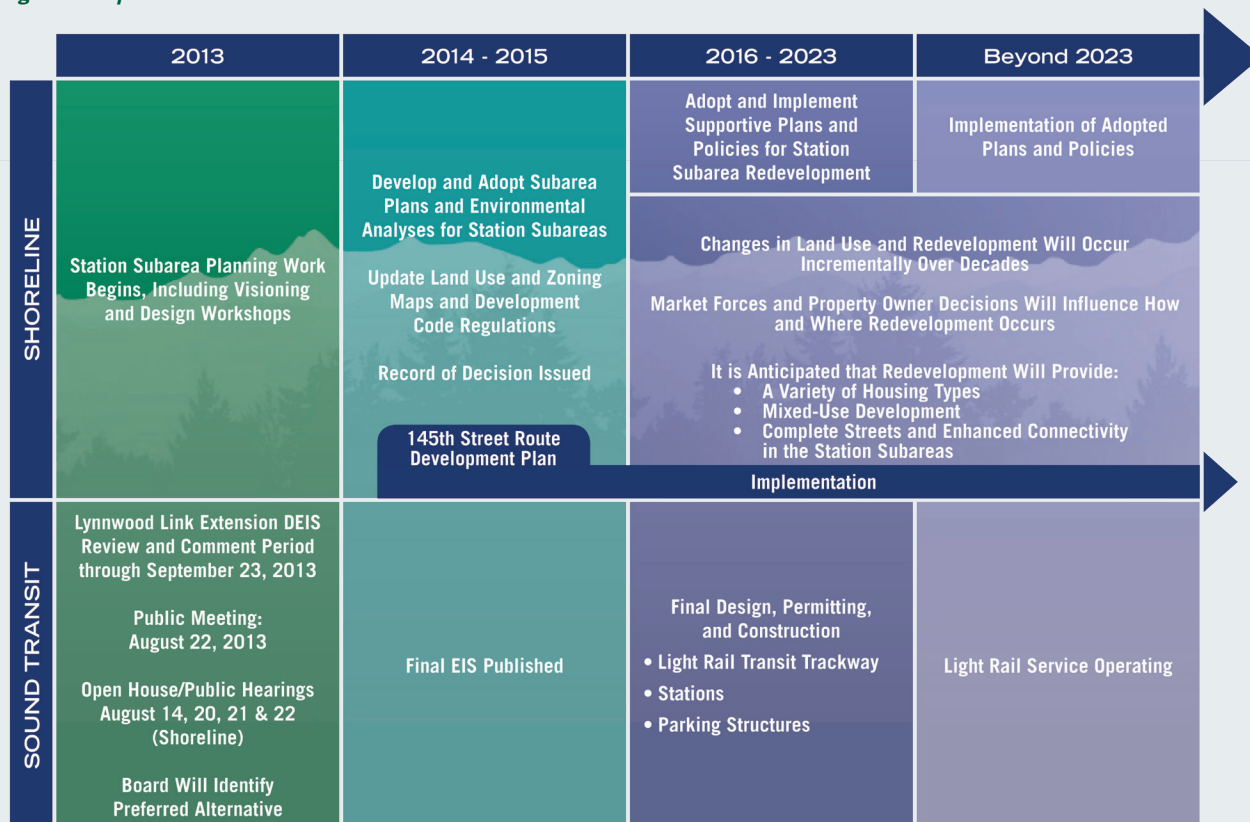 2013
2014 - 2015
2016 - 2023
Beyond 2023
SHORELINE
Station Subarea Planning Work
Begins, Including Visioning
and Design Workshops
Develop and Adopt Subarea
Plans and Environmental
Analyses for Station Subareas
Update Land Use and Zoning
Maps and Development
Code Regulations
Record of Decision Issued
145th Street Route
Development Plan
Adopt and Implement
Supportive Plans and
Policies for Station
Subarea Redevelopment
Implementation of Adopted
Plans and Policies
Changes in Land Use and Redevelopment Will Occur
Incrementally Over Decades
Market Forces and Property Owner Decisions Will Influence How
and Where Redevelopment Occurs
It is Anticipated that Redevelopment Will Provide:
• A Variety of Housing Types
• Mixed-Use Development
• Complete Streets and Enhanced Connectivity
in the Station Subareas
Implementation
SOUND TRANSIT
Lynnwood Link Extension DEIS
Review and Comment Period
through September 23, 2013
Public Meeting:
August 22, 2013
Open House/Public Hearings
August 14, 20, 21 & 22
(Shoreline)
Board Will Identify
Preferred Alternative
Final EIS Published
Final Design, Permitting,
and Construction
• Light Rail Transit Trackway
• Stations
• Parking Structures
Light Rail Service Operating